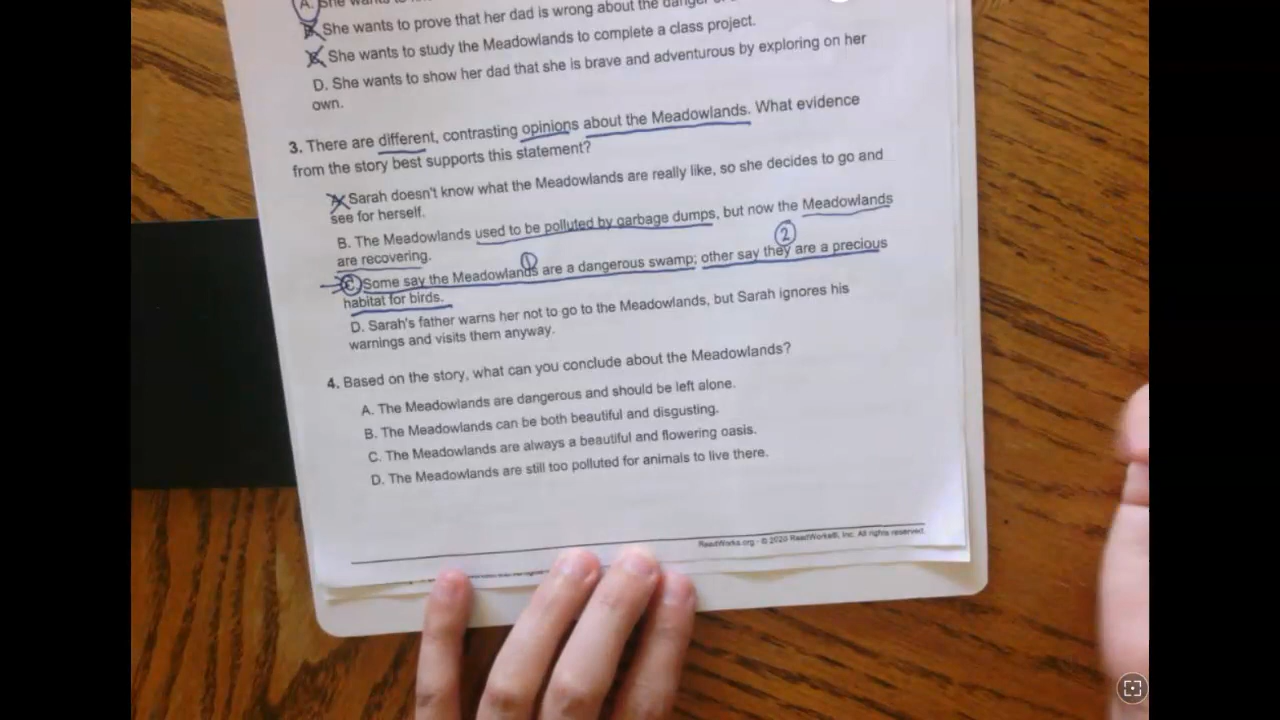 A. She wants to
She wants to prove that her dad is wrong about the danger
She wants to study the Meadowlands to complete a class project.
D. She wants to show her dad that she is brave and adventurous by exploring on her
own.
3. There are different, contrasting opinions about the Meadowlands. What evidence
from the story best supports this statement?
A. Sarah doesn't know what the Meadowlands are really like, so she decides to go and
see for herself.
B. The Meadowlands used to be polluted by garbage dumps, but now the Meadowlands
are recovering.
1
2
C. Some say the Meadowlands are a dangerous swamp; other say they are a precious
habitat for birds.
D. Sarah's father warns her not to go to the Meadowlands, but Sarah ignores his
warnings and visits them anyway.
4. Based on the story, what can you conclude about the Meadowlands?
A. The Meadowlands are dangerous and should be left alone.
B. The Meadowlands can be both beautiful and disgusting.
C. The Meadowlands are always a beautiful and flowering oasis.
D. The Meadowlands are still too polluted for animals to live there.
ReadWorks.org · © 2020 ReadWorks®, Inc. All rights reserved.